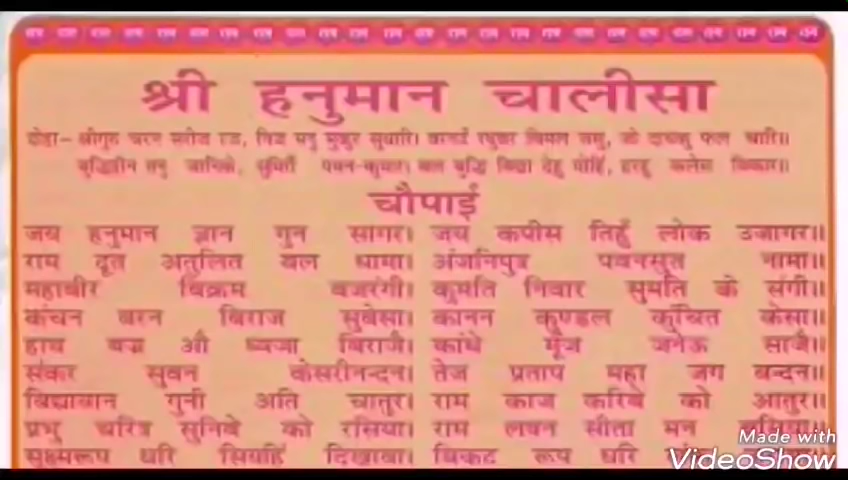 राम राम राम राम राम राम राम राम राम राम राम राम राम राम राम राम राम राम राम राम राम राम राम राम राम
श्री हनुमान चालीसा
दोहा– श्रीगुरु चरन सरोज रज, निज मनु मुकुर सुधारि। बरनउँ रघुबर बिमल जसु, जो दायकु फल चारि॥
बुद्धिहीन तनु जानिके, सुमिरौं पवन-कुमार। बल बुद्धि विद्या देहु मोहिं, हरहु कलेस विकार॥
चौपाई
जय हनुमान ज्ञान गुन सागर। जय कपीस तिहुँ लोक उजागर॥
राम दूत अतुलित बल धामा। अंजनिपुत्र पवनसुत नामा॥
महाबीर बिक्रम बजरंगी। कुमति निवार सुमति के संगी॥
कंचन बरन बिराज सुबेसा। कानन कुण्डल कुंचित केसा॥
हाथ बज्र औ ध्वजा बिराजै। कांधे मूँज जनेऊ साजै॥
संकर सुवन केसरीनन्दन। तेज प्रताप महा जग बन्दन॥
विद्यावान गुनी अति चातुर। राम काज करिबे को आतुर॥
प्रभु चरित्र सुनिबे को रसिया। राम लषन सीता मन
सूक्ष्मरूप धरि सियहिं दिखावा। बिकट रूप धरि
Made with
VideoShow